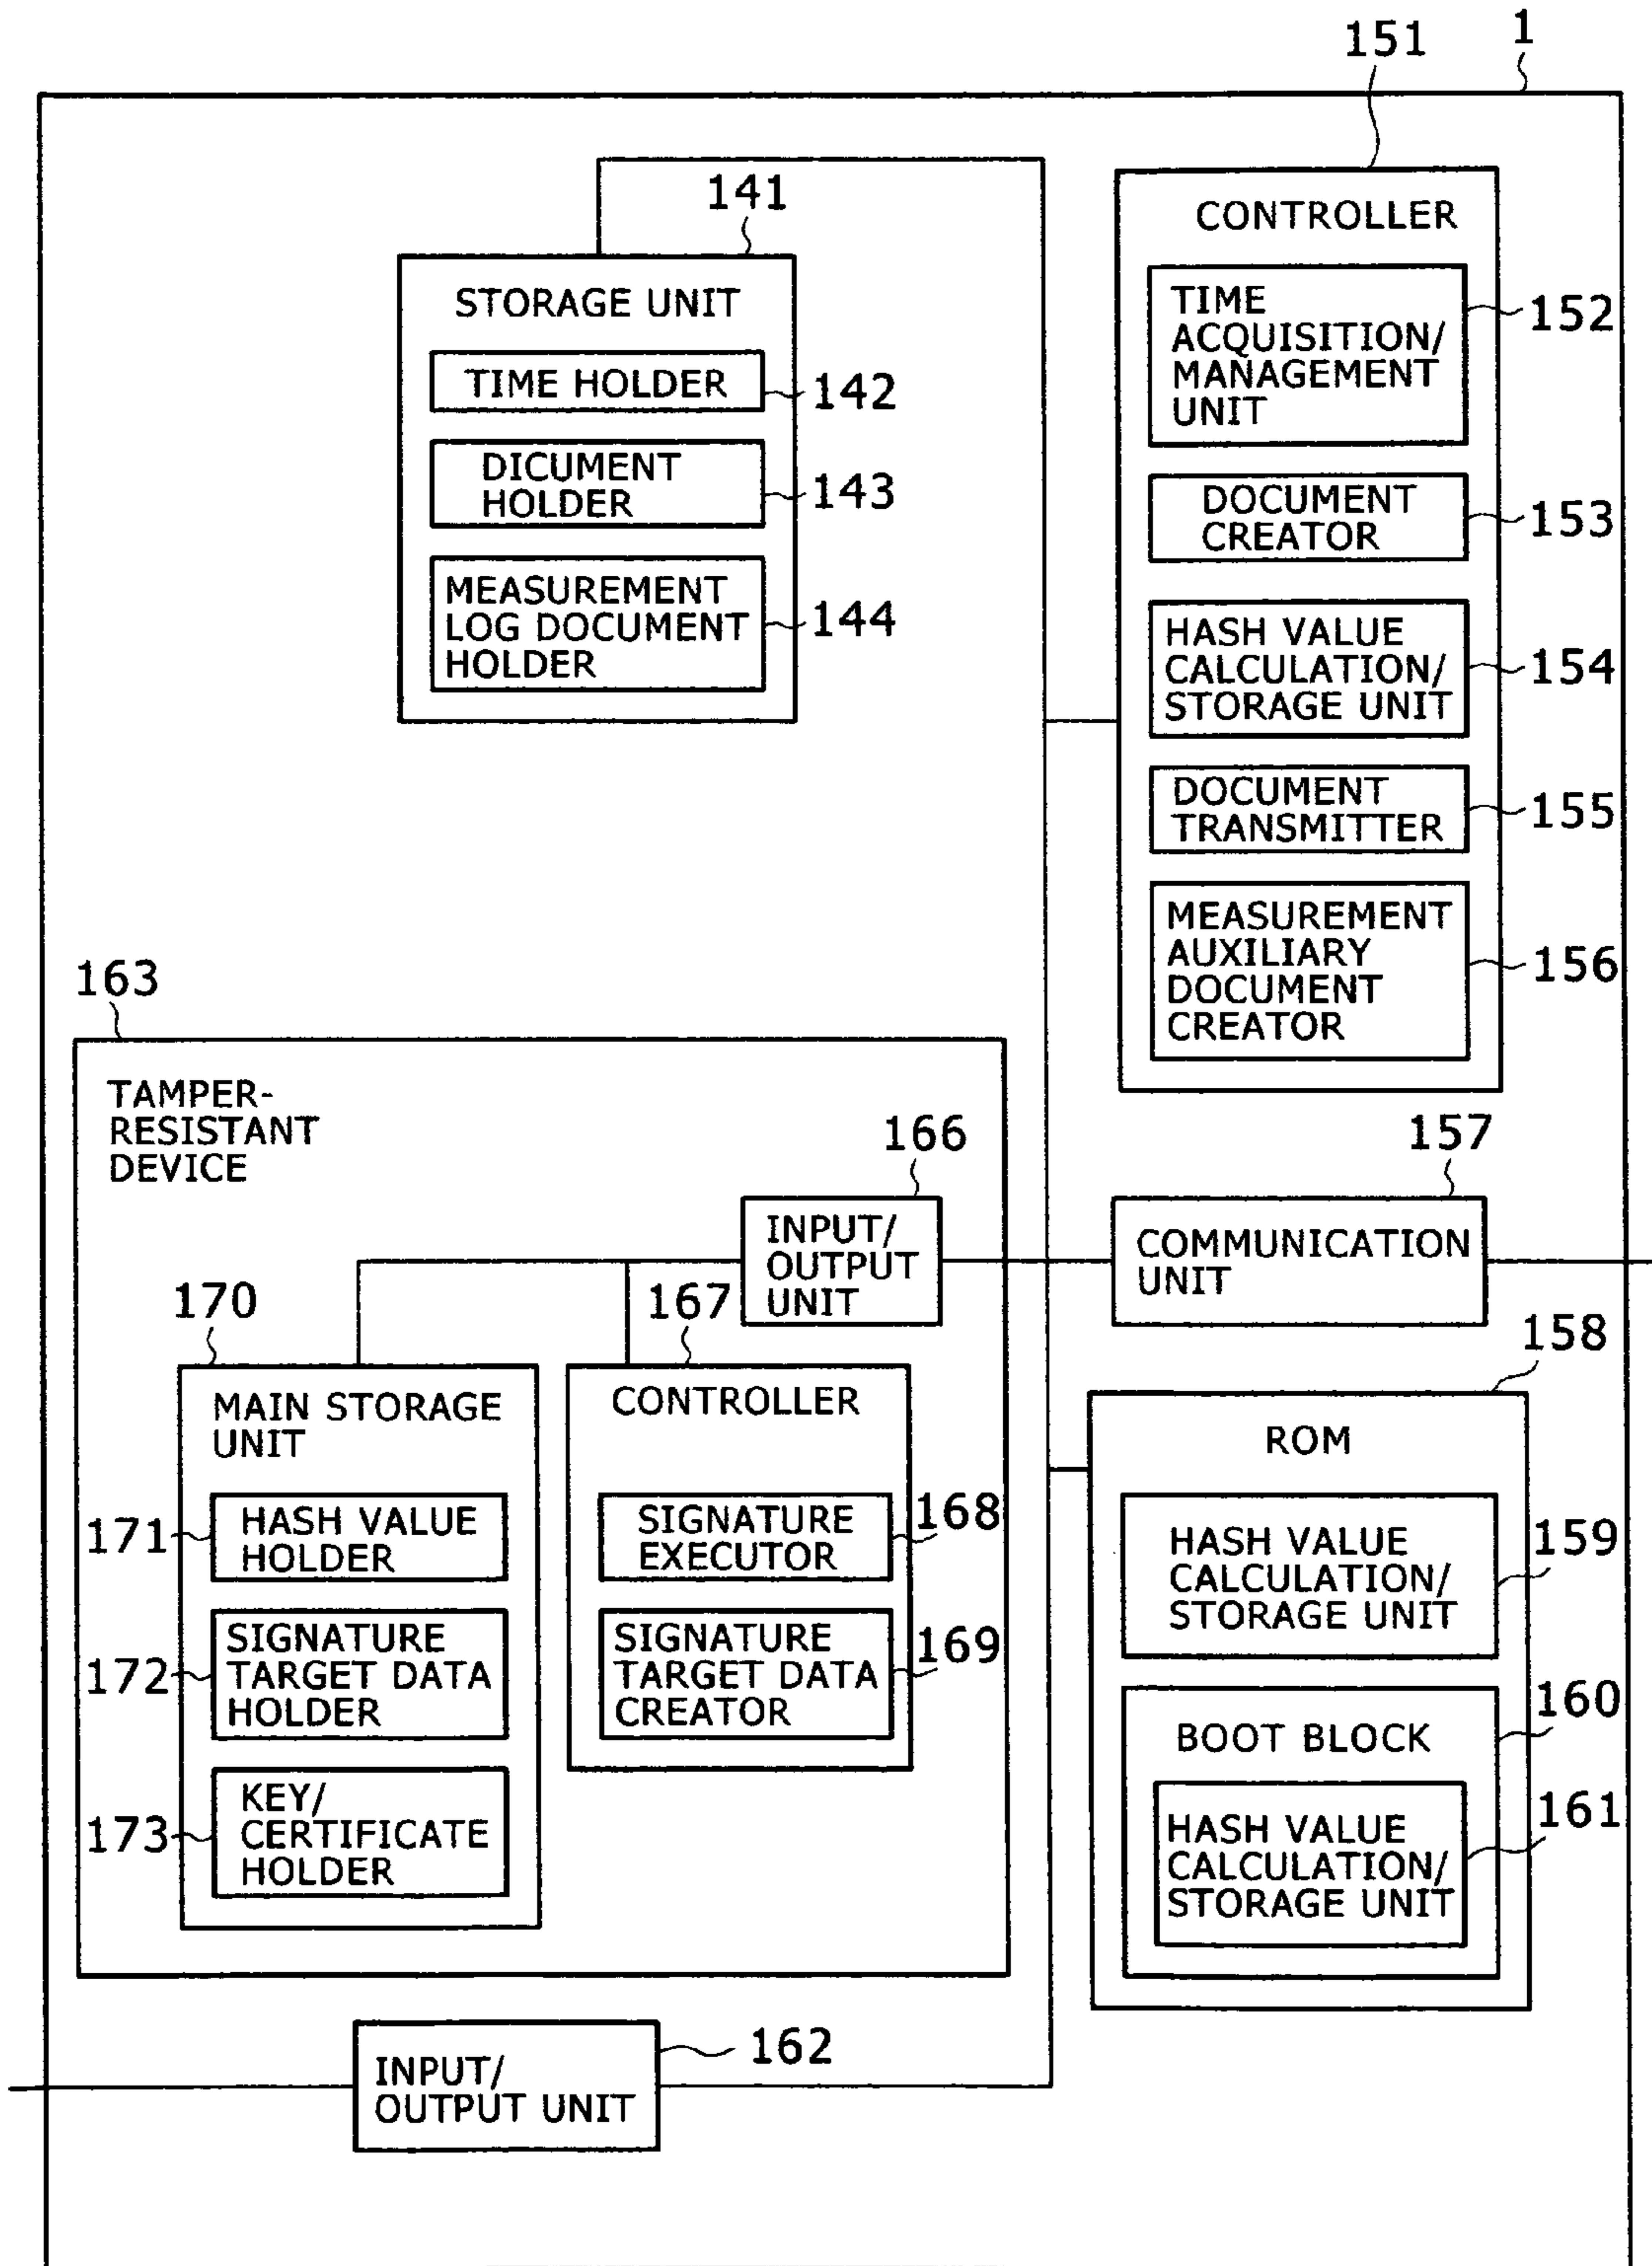 1
151
141
STORAGE UNIT
TIME HOLDER
142
DICUMENT
HOLDER
143
MEASUREMENT
LOG DOCUMENT
HOLDER
144
CONTROLLER
TIME
ACQUISITION/
MANAGEMENT
UNIT
152
DOCUMENT
CREATOR
153
HASH VALUE
CALCULATION/
STORAGE UNIT
154
DOCUMENT
TRANSMITTER
155
MEASUREMENT
AUXILIARY
DOCUMENT
CREATOR
156
163
TAMPER-
RESISTANT
DEVICE
166
INPUT/
OUTPUT
UNIT
157
COMMUNICATION
UNIT
170
MAIN STORAGE
UNIT
171
HASH VALUE
HOLDER
172
SIGNATURE
TARGET DATA
HOLDER
173
KEY/
CERTIFICATE
HOLDER
167
CONTROLLER
SIGNATURE
EXECUTOR
168
SIGNATURE
TARGET DATA
CREATOR
169
158
ROM
HASH VALUE
CALCULATION/
STORAGE UNIT
159
160
BOOT BLOCK
HASH VALUE
CALCULATION/
STORAGE UNIT
161
INPUT/
OUTPUT UNIT
162